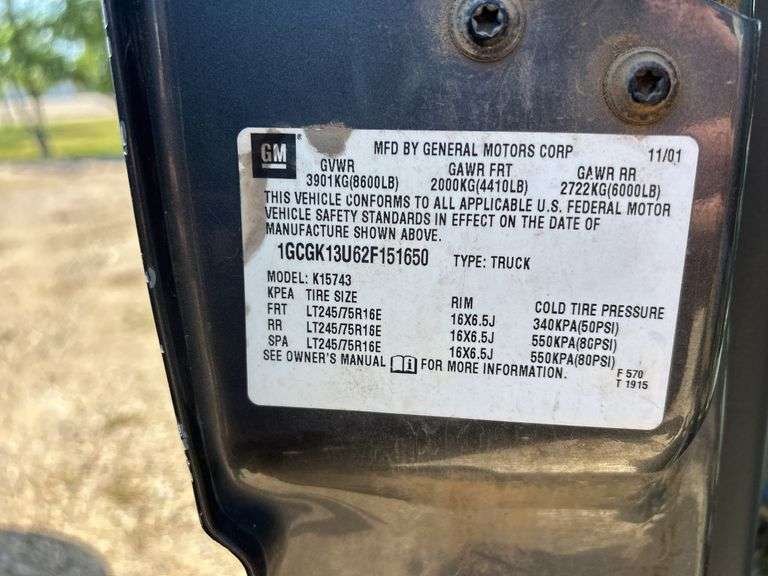 GM® MFD BY GENERAL MOTORS CORP 11/01
GVWR GAWR FRT GAWR RR
3901KG(8600LB) 2000KG(4410LB) 2722KG(6000LB)
THIS VEHICLE CONFORMS TO ALL APPLICABLE U.S. FEDERAL MOTOR
VEHICLE SAFETY STANDARDS IN EFFECT ON THE DATE OF
MANUFACTURE SHOWN ABOVE.
1GCGK13U62F151650 TYPE: TRUCK
MODEL: K15743
KPEA TIRE SIZE RIM COLD TIRE PRESSURE
FRT LT245/75R16E 16X6.5J 340KPA(50PSI)
RR LT245/75R16E 16X6.5J 550KPA(80PSI)
SPA LT245/75R16E 16X6.5J 550KPA(80PSI)
SEE OWNER'S MANUAL FOR MORE INFORMATION.
F 570
T 1915